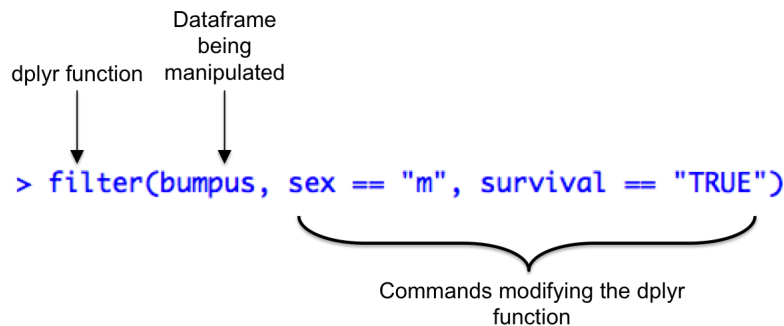 Dataframe
being
manipulated
dplyr function
> filter(bumpus, sex == "m", survival == "TRUE")
Commands modifying the dplyr
function